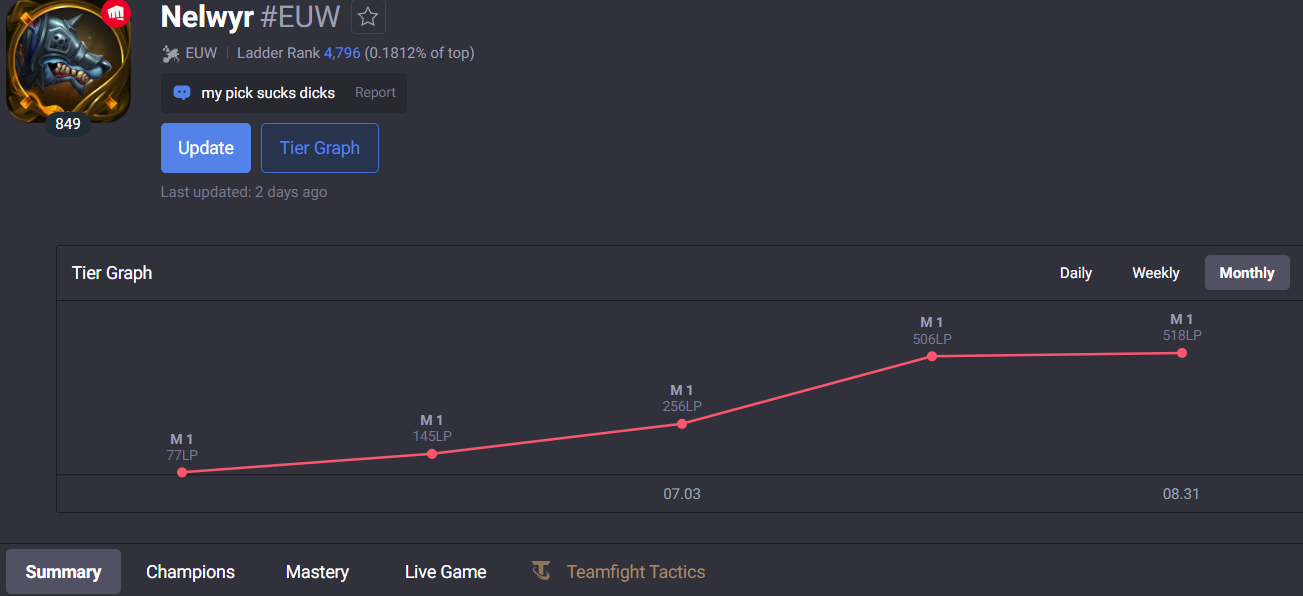 Nelwyr #EUW
EUW Ladder Rank 4,796 (0.1812% of top)
my pick sucks dicks Report
849
Update Tier Graph
Last updated: 2 days ago
Tier Graph Daily Weekly Monthly
M 1
77LP
M 1
145LP
M 1
256LP
M 1
506LP
M 1
518LP
07.03 08.31
Summary Champions Mastery Live Game Teamfight Tactics